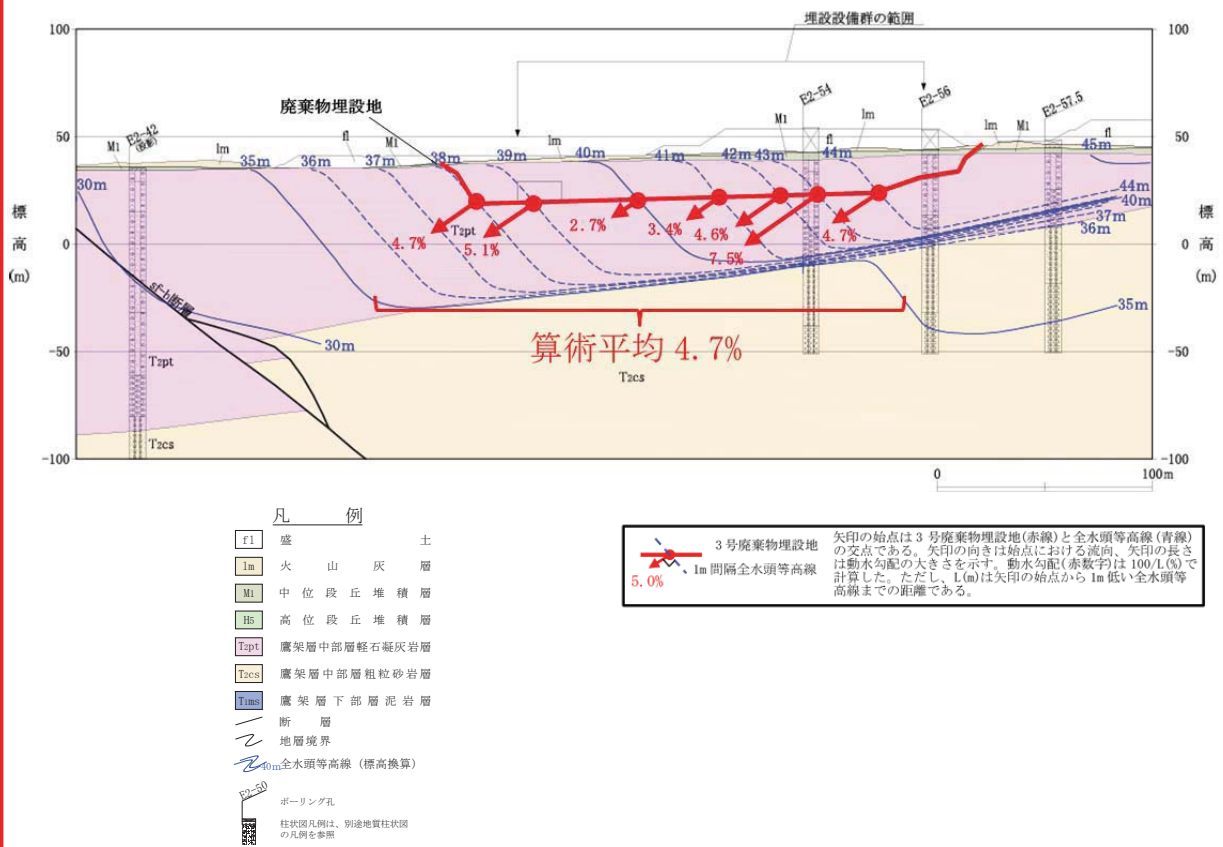 埋設設備群の範囲
100
100
廃棄物埋設地
E2-54
E2-56
E2-57.5
E2-42
(投影)
50
50
M1
lm
fl
M1
lm
M1
fl
lm
lm
M1
fl
30m
35m
36m
37m
38m
39m
40m
41m
42m
43m
44m
45m
44m
40m
37m
36m
35m
30m
標
高
(m)
標
高
(m)
0
0
4.7%
T2pt
5.1%
2.7%
3.4%
4.6%
7.5%
4.7%
sf-h断層
算術平均 4.7%
-50
-50
T2pt
T2cs
T2cs
-100
-100
0
100m
凡 例
fl 盛土
lm 火山灰層
M1 中位段丘堆積層
H5 高位段丘堆積層
T2pt 鷹架層中部層軽石凝灰岩層
T2cs 鷹架層中部層粗粒砂岩層
T1ms 鷹架層下部層泥岩層
断層
地層境界
40m 全水頭等高線(標高換算)
E2-50
ボーリング孔
柱状図凡例は、別途地質柱状図
の凡例を参照
3号廃棄物埋設地
1m間隔全水頭等高線
5.0%
矢印の始点は3号廃棄物埋設地(赤線)と全水頭等高線(青線)
の交点である。矢印の向きは始点における流向、矢印の長さ
は動水勾配の大きさを示す。動水勾配(赤数字)は100/L(%)で
計算した。ただし、L(m)は矢印の始点から1m低い全水頭等
高線までの距離である。